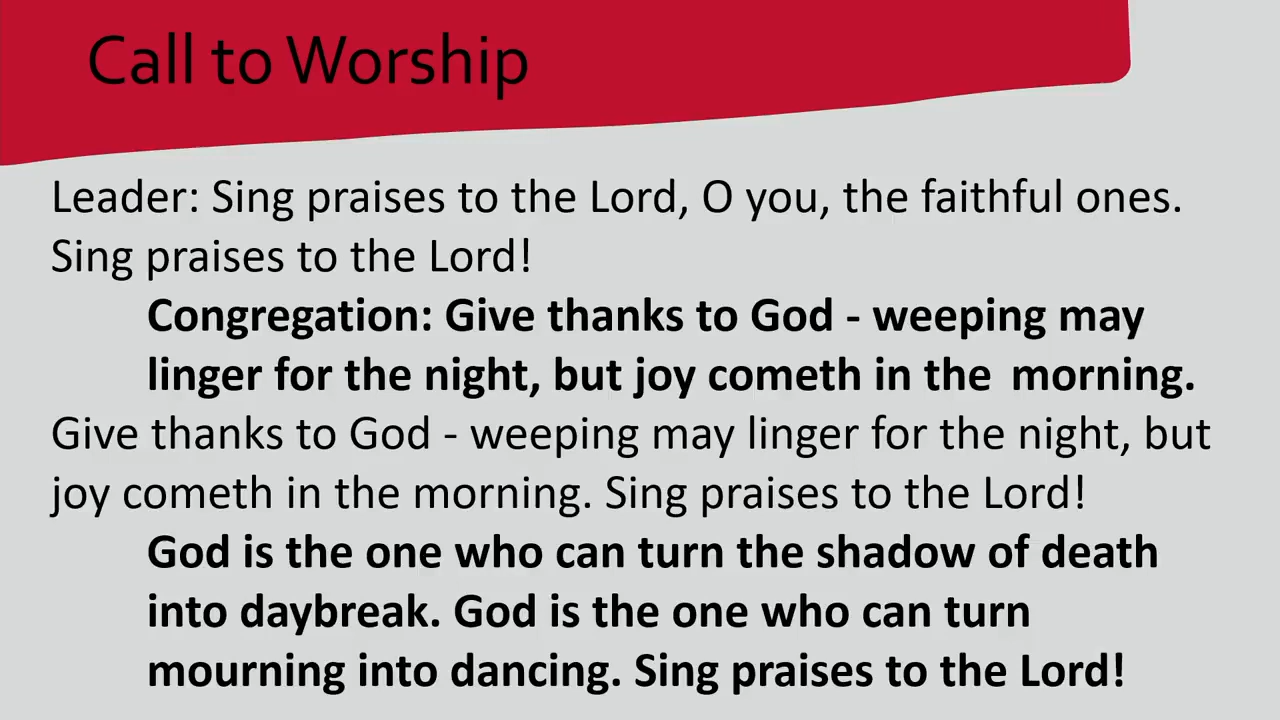 Call to Worship
Leader: Sing praises to the Lord, O you, the faithful ones.
Sing praises to the Lord!
Congregation: Give thanks to God - weeping may
linger for the night, but joy cometh in the morning.
Give thanks to God - weeping may linger for the night, but
joy cometh in the morning. Sing praises to the Lord!
God is the one who can turn the shadow of death
into daybreak. God is the one who can turn
mourning into dancing. Sing praises to the Lord!